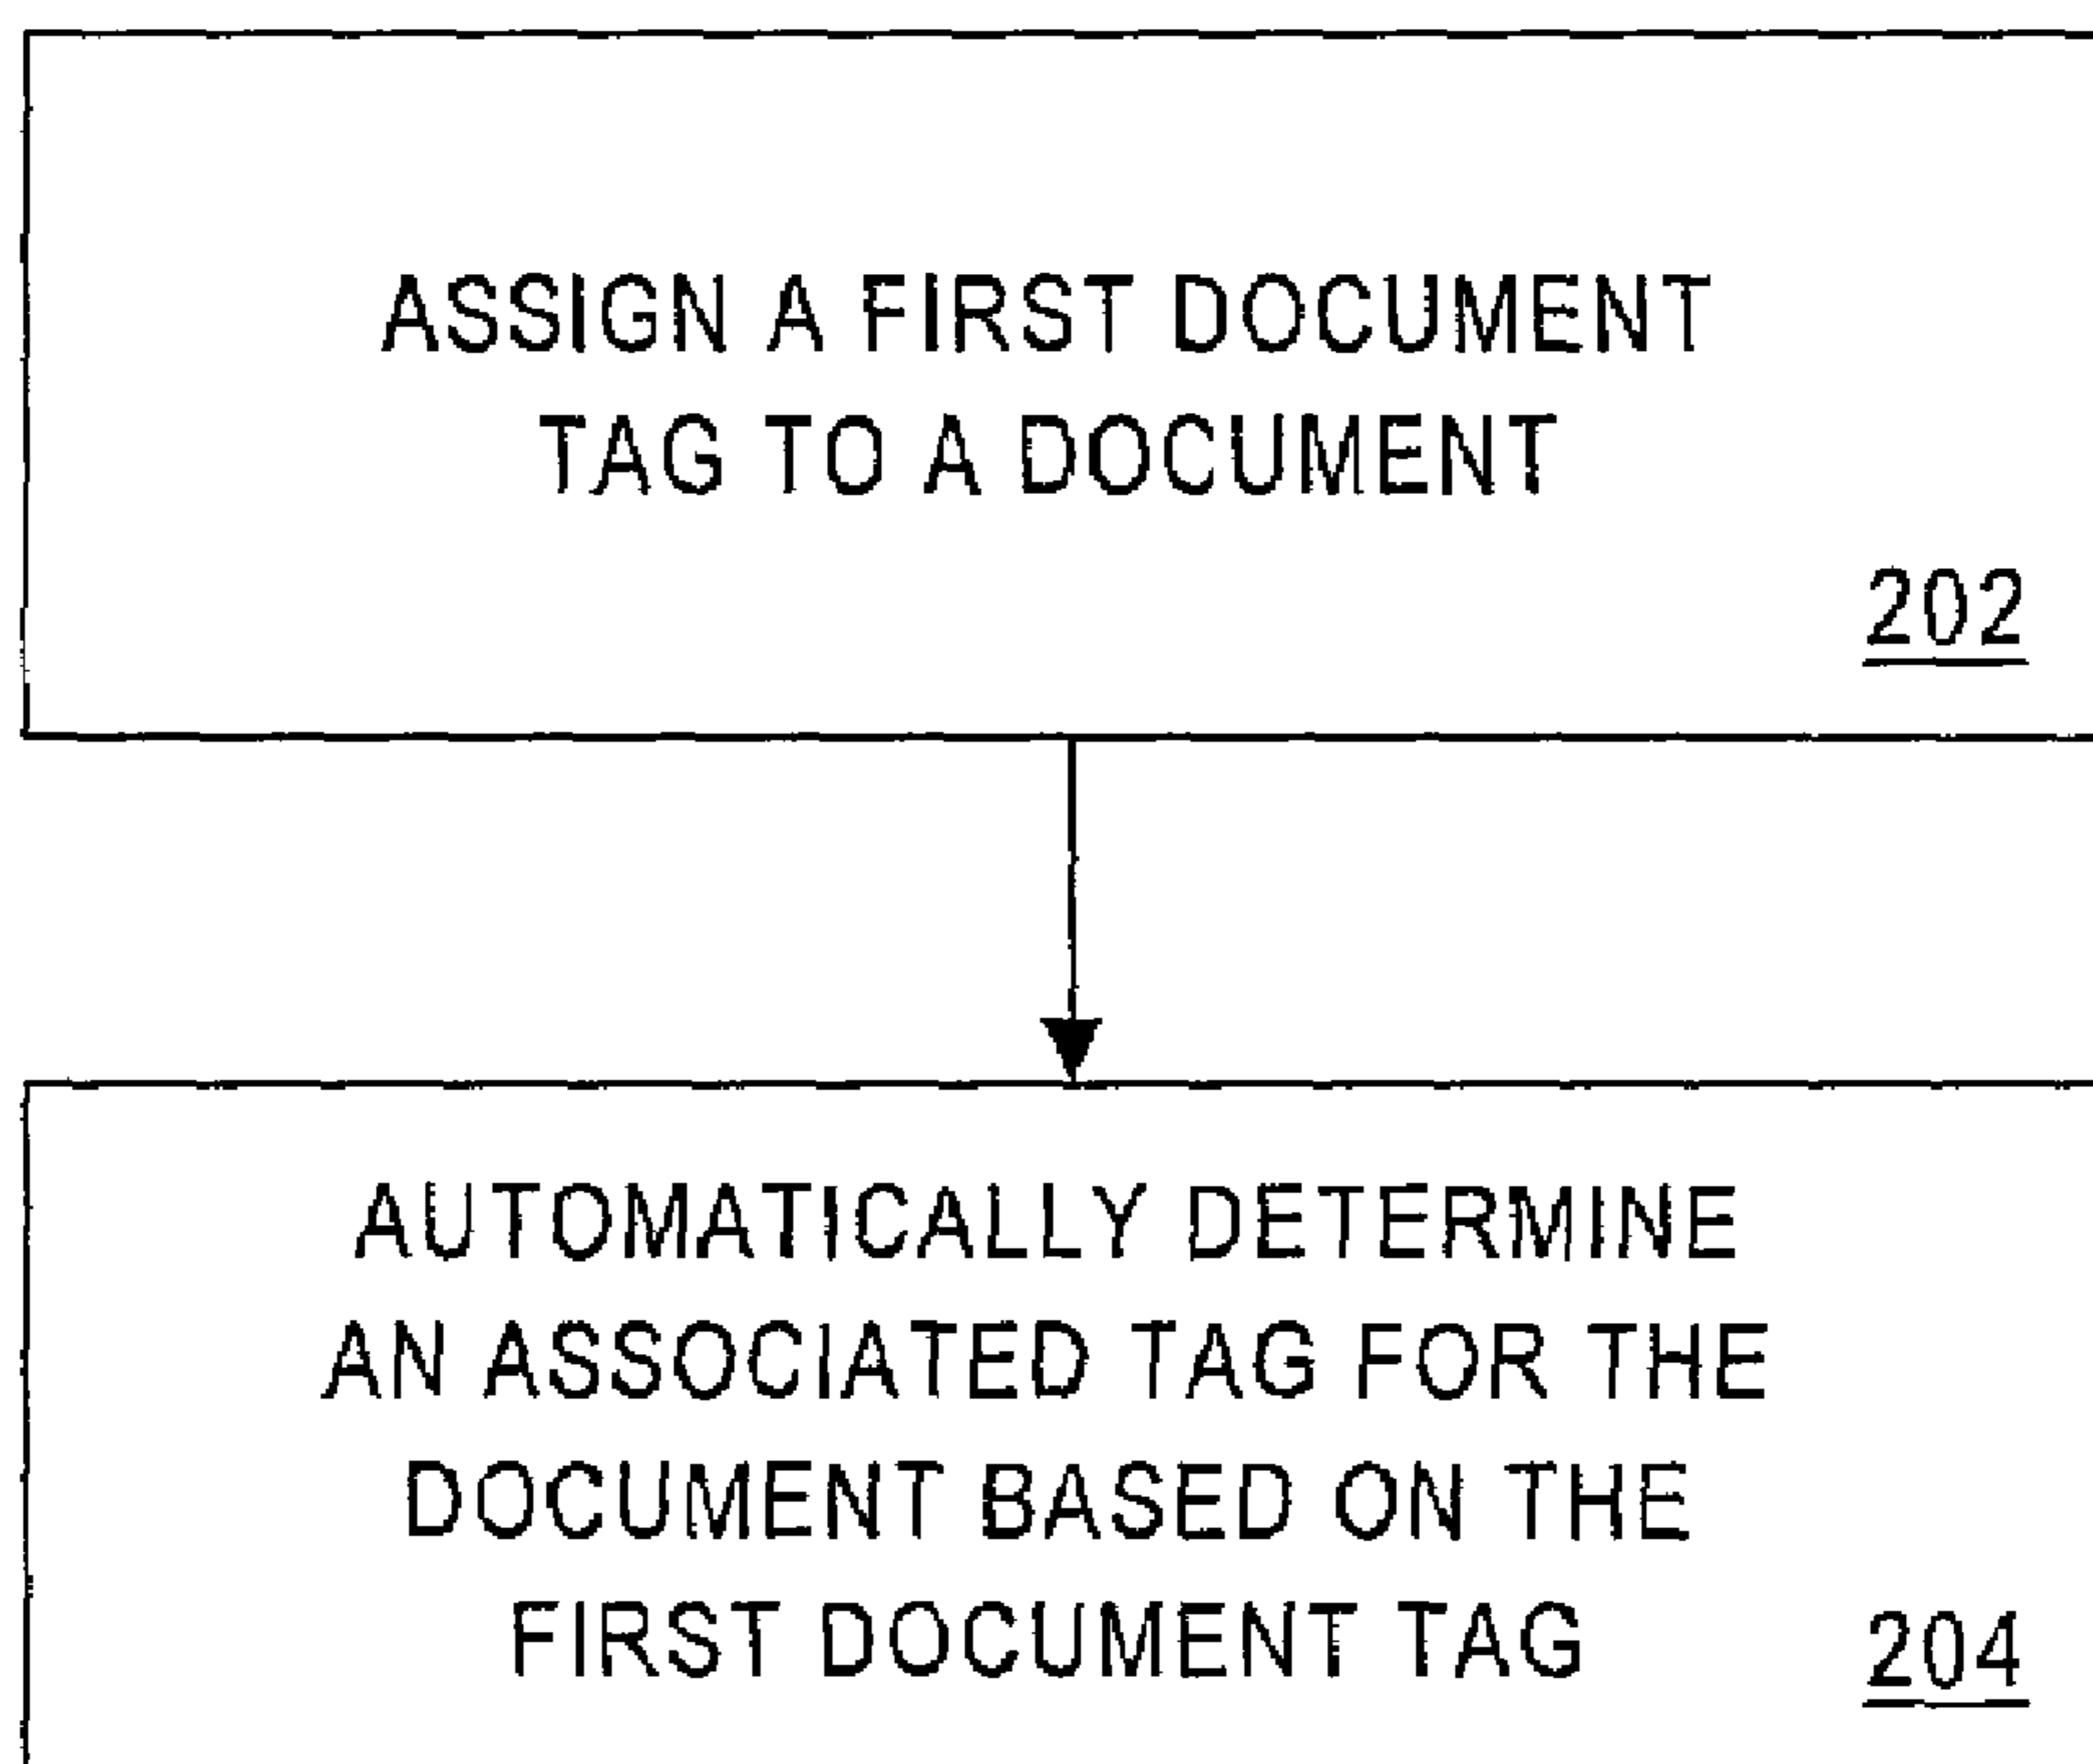 ASSIGN A FIRST DOCUMENT
TAG TO A DOCUMENT
202
AUTOMATICALLY DETERMINE
AN ASSOCIATED TAG FOR THE
DOCUMENT BASED ON THE
FIRST DOCUMENT TAG
204